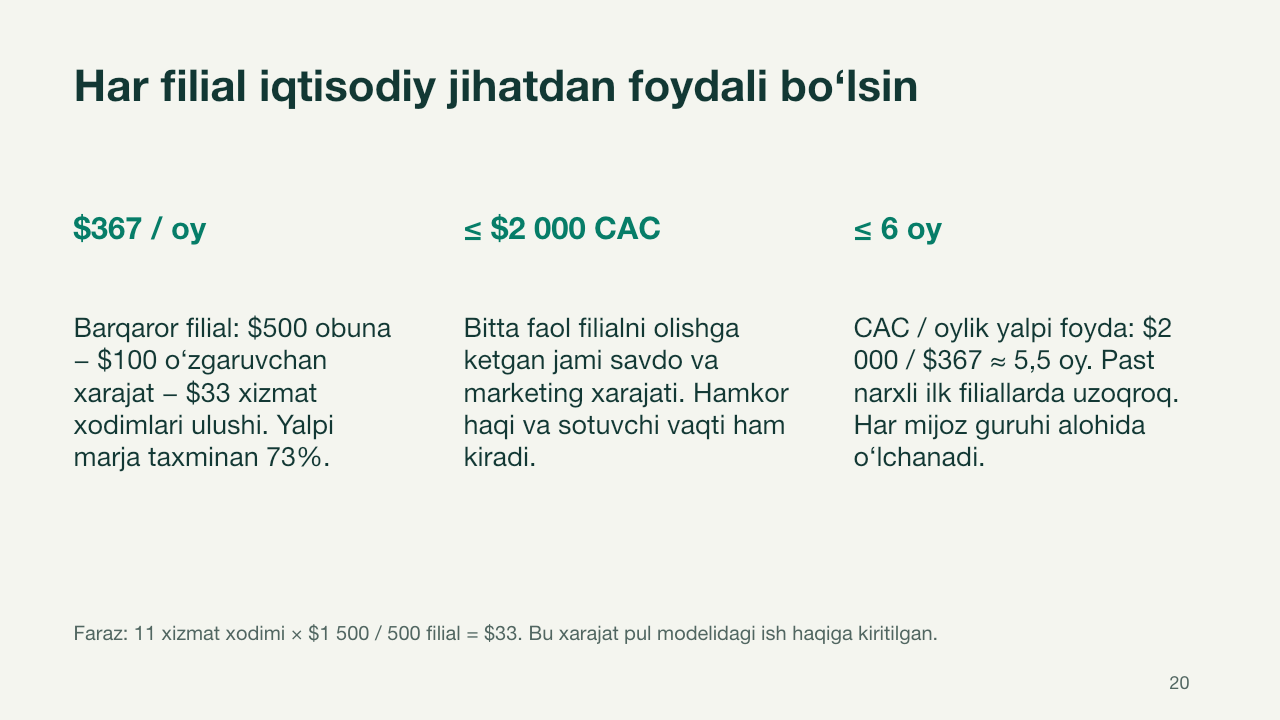 Har filial iqtisodiy jihatdan foydali bo‘lsin
$367 / oy
Barqaror filial: $500 obuna
– $100 o‘zgaruvchan
xarajat – $33 xizmat
xodimlari ulushi. Yalpi
marja taxminan 73%.
≤ $2 000 CAC
Bitta faol filialni olishga
ketgan jami savdo va
marketing xarajati. Hamkor
haqi va sotuvchi vaqti ham
kiradi.
≤ 6 oy
CAC / oylik yalpi foyda: $2
000 / $367 ≈ 5,5 oy. Past
narxli ilk filiallarda uzoqroq.
Har mijoz guruhi alohida
o‘lchanadi.
Faraz: 11 xizmat xodimi × $1 500 / 500 filial = $33. Bu xarajat pul modelidagi ish haqiga kiritilgan.
20